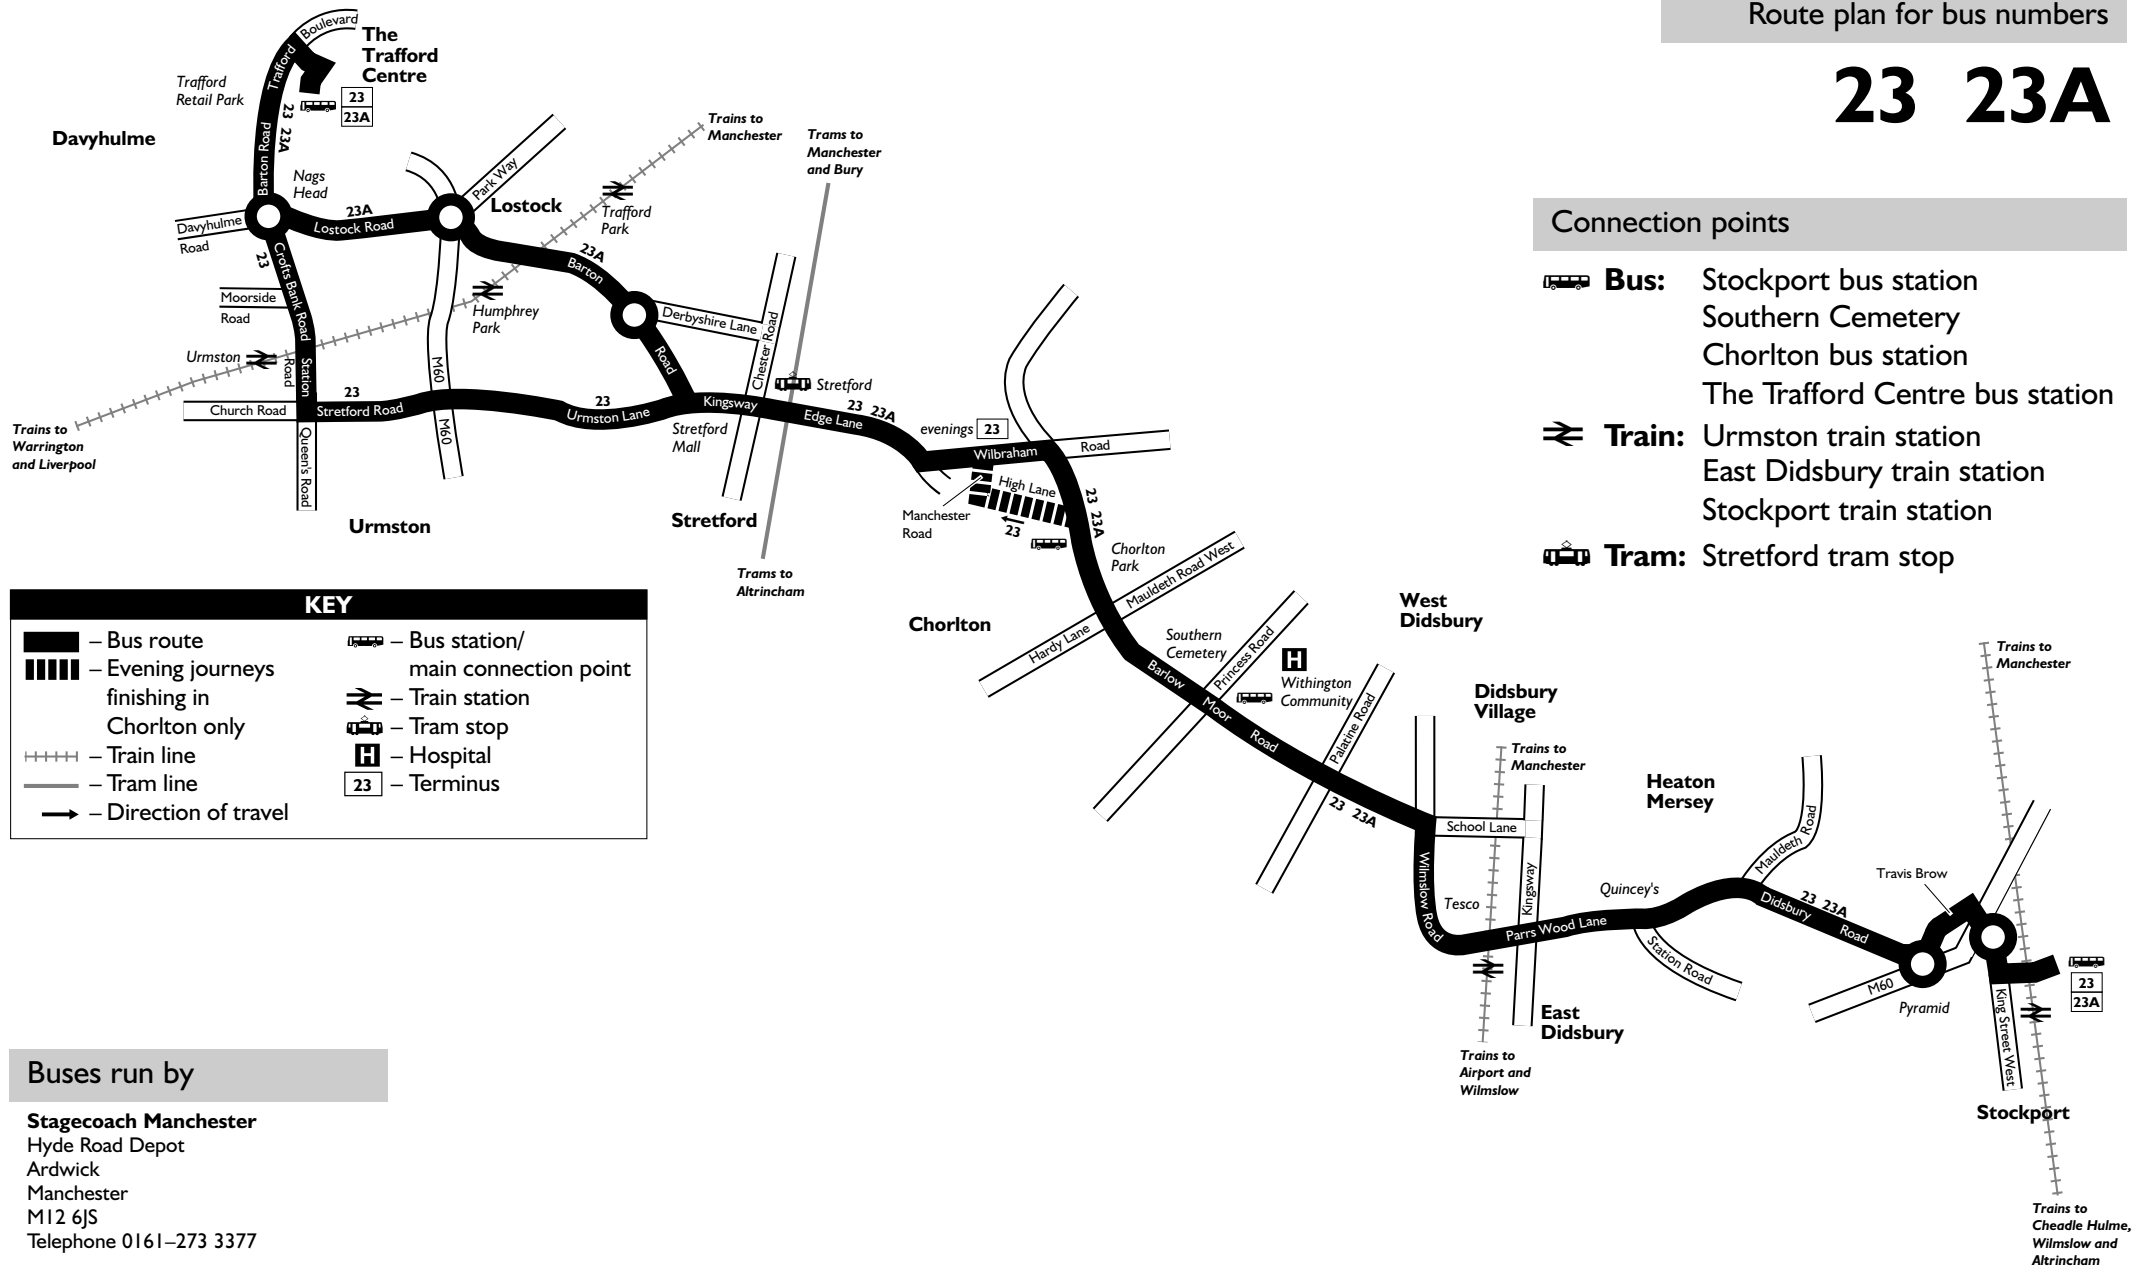 Route plan for bus numbers
23 23A
Connection points
Bus: Stockport bus station
Southern Cemetery
Chorlton bus station
The Trafford Centre bus station
Train: Urmston train station
East Didsbury train station
Stockport train station
Tram: Stretford tram stop
Boulevard
The
Trafford
Centre
Trafford
Trafford
Retail Park
23
23A
23 23A
Barton Road
Davyhulme
Nags
Head
Davyhulme
Road
23A
Lostock Road
Park Way
Lostock
Trains to
Manchester
Trams to
Manchester
and Bury
Trafford
Park
23
Crofts Bank Road
Moorside
Road
23A
Barton
Road
Humphrey
Park
Derbyshire Lane
Chester Road
Urmston
Station
Road
M60
Stretford
Church Road
23
Stretford Road
23
Urmston Lane
Kingsway
Edge Lane
23 23A
Stretford
Mall
Trains to
Warrington
and Liverpool
Queen's Road
M60
Urmston
Stretford
Trams to
Altrincham
evenings 23
Wilbraham
Road
High Lane
Manchester
Road
23
23 23A
Chorlton
Park
Mauldeth Road West
Hardy Lane
Chorlton
Southern
Cemetery
Princess Road
H
Withington
Community
West
Didsbury
Barlow
Moor
Road
Palatine Road
Didsbury
Village
23 23A
Trains to
Manchester
School Lane
Wilmslow Road
Tesco
Kingsway
Parrs Wood Lane
Quincey's
Station Road
East
Didsbury
Trains to
Airport and
Wilmslow
Heaton
Mersey
Mauldeth Road
Didsbury
Road
23 23A
Travis Brow
Trains to
Manchester
M60
Pyramid
King Street West
23
23A
Stockport
Trains to
Cheadle Hulme,
Wilmslow and
Altrincham
KEY
– Bus route
– Evening journeys
finishing in
Chorlton only
– Train line
– Tram line
– Direction of travel
– Bus station/
main connection point
– Train station
– Tram stop
H – Hospital
23 – Terminus
Buses run by
Stagecoach Manchester
Hyde Road Depot
Ardwick
Manchester
M12 6JS
Telephone 0161–273 3377